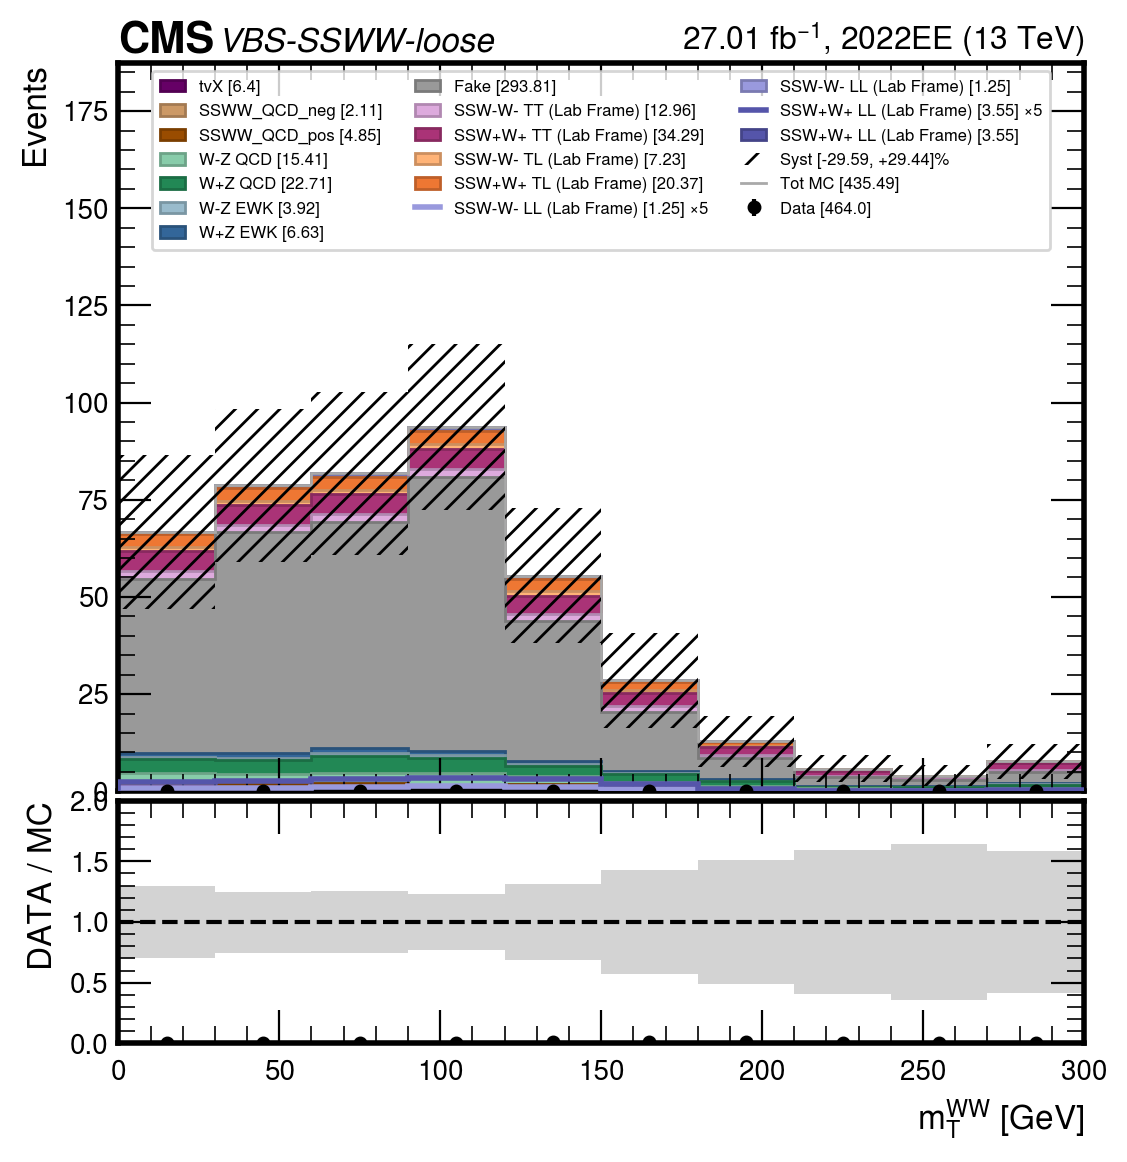 CMS VBS-SSWW-loose 27.01 fb⁻¹, 2022EE (13 TeV)
Events
tvX [6.4]
SSWW_QCD_neg [2.11]
SSWW_QCD_pos [4.85]
W-Z QCD [15.41]
W+Z QCD [22.71]
W-Z EWK [3.92]
W+Z EWK [6.63]
Fake [293.81]
SSW-W- TT (Lab Frame) [12.96]
SSW+W+ TT (Lab Frame) [34.29]
SSW-W- TL (Lab Frame) [7.23]
SSW+W+ TL (Lab Frame) [20.37]
SSW-W- LL (Lab Frame) [1.25] ×5
SSW-W- LL (Lab Frame) [1.25]
SSW+W+ LL (Lab Frame) [3.55] ×5
SSW+W+ LL (Lab Frame) [3.55]
Syst [-29.59, +29.44]%
Tot MC [435.49]
Data [464.0]
175
150
125
100
75
50
25
0
DATA / MC
2.0
1.5
1.0
0.5
0.0
0 50 100 150 200 250 300
m_T^WW [GeV]